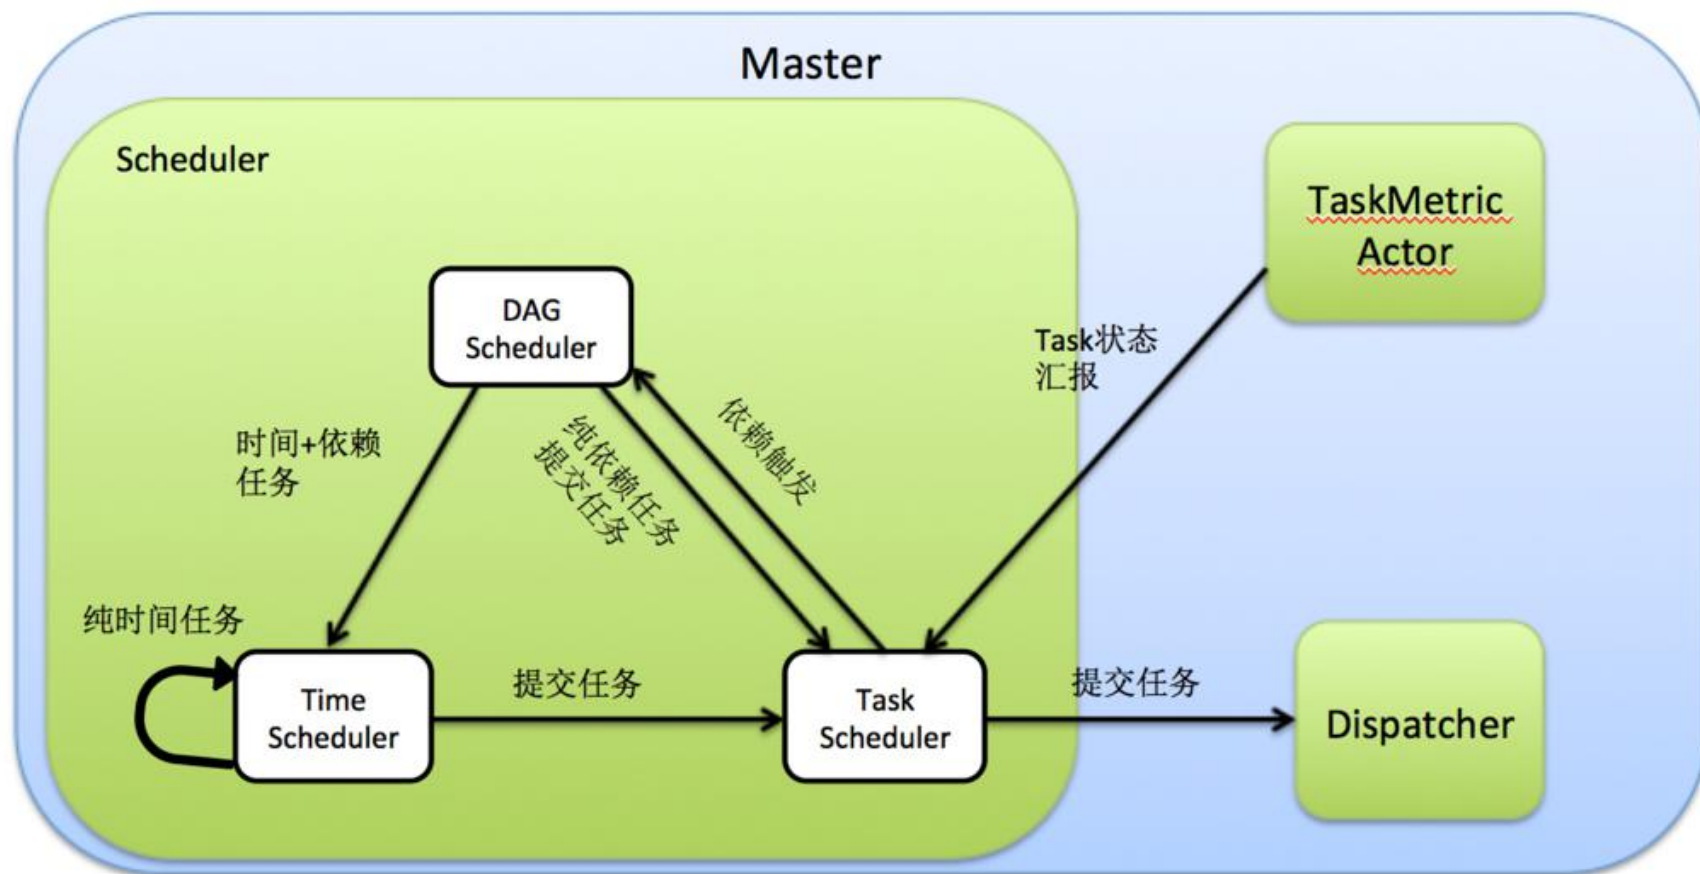 Master
Scheduler
TaskMetric
Actor
DAG
Scheduler
Task状态
汇报
时间+依赖
任务
纯依赖任务
提交任务
依赖触发
纯时间任务
Time
Scheduler
提交任务
Task
Scheduler
提交任务
Dispatcher